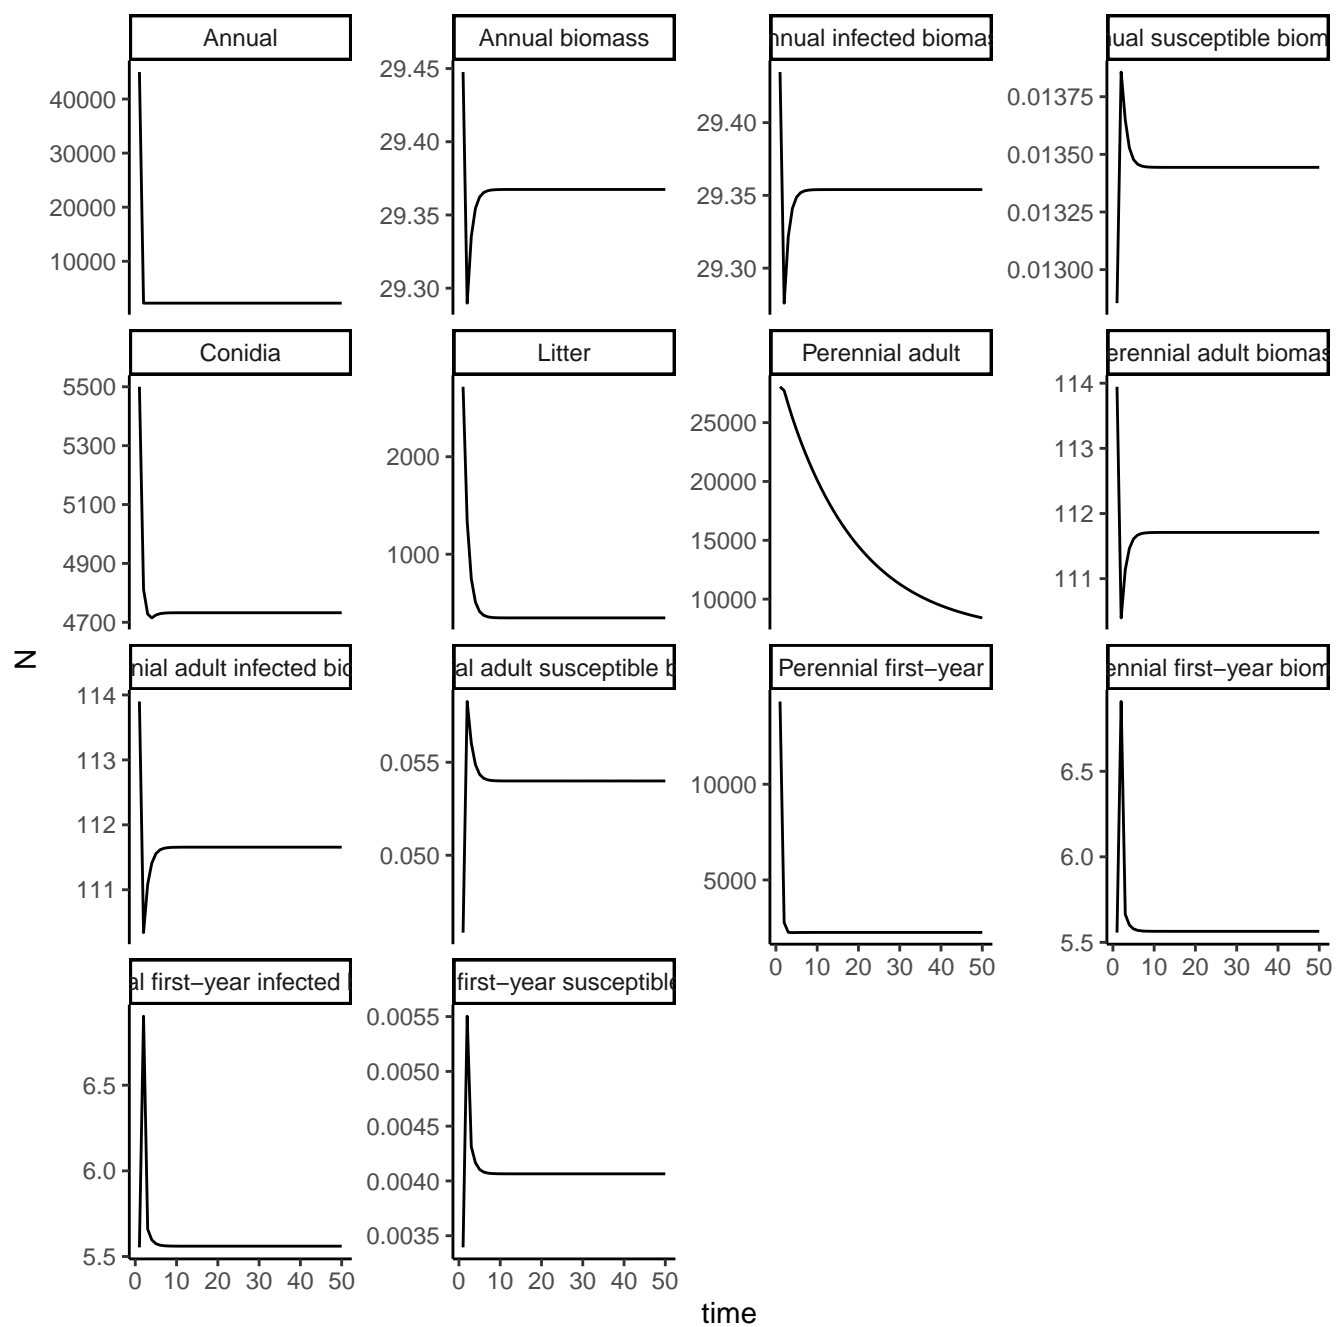 Annual
Annual biomass
nnual infected biomas
ual susceptible biom
40000
30000
20000
10000
29.45
29.40
29.35
29.30
29.40
29.35
29.30
0.01375
0.01350
0.01325
0.01300
Conidia
Litter
Perennial adult
erennial adult biomas
5500
5300
5100
4900
4700
2000
1000
25000
20000
15000
10000
114
113
112
111
N
nial adult infected bio
al adult susceptible b
Perennial first−year
ennial first−year biom
114
113
112
111
0.055
0.050
10000
5000
0 10 20 30 40 50
6.5
6.0
5.5
0 10 20 30 40 50
al first−year infected
first−year susceptible
6.5
6.0
5.5
0 10 20 30 40 50
0.0055
0.0050
0.0045
0.0040
0.0035
0 10 20 30 40 50
time